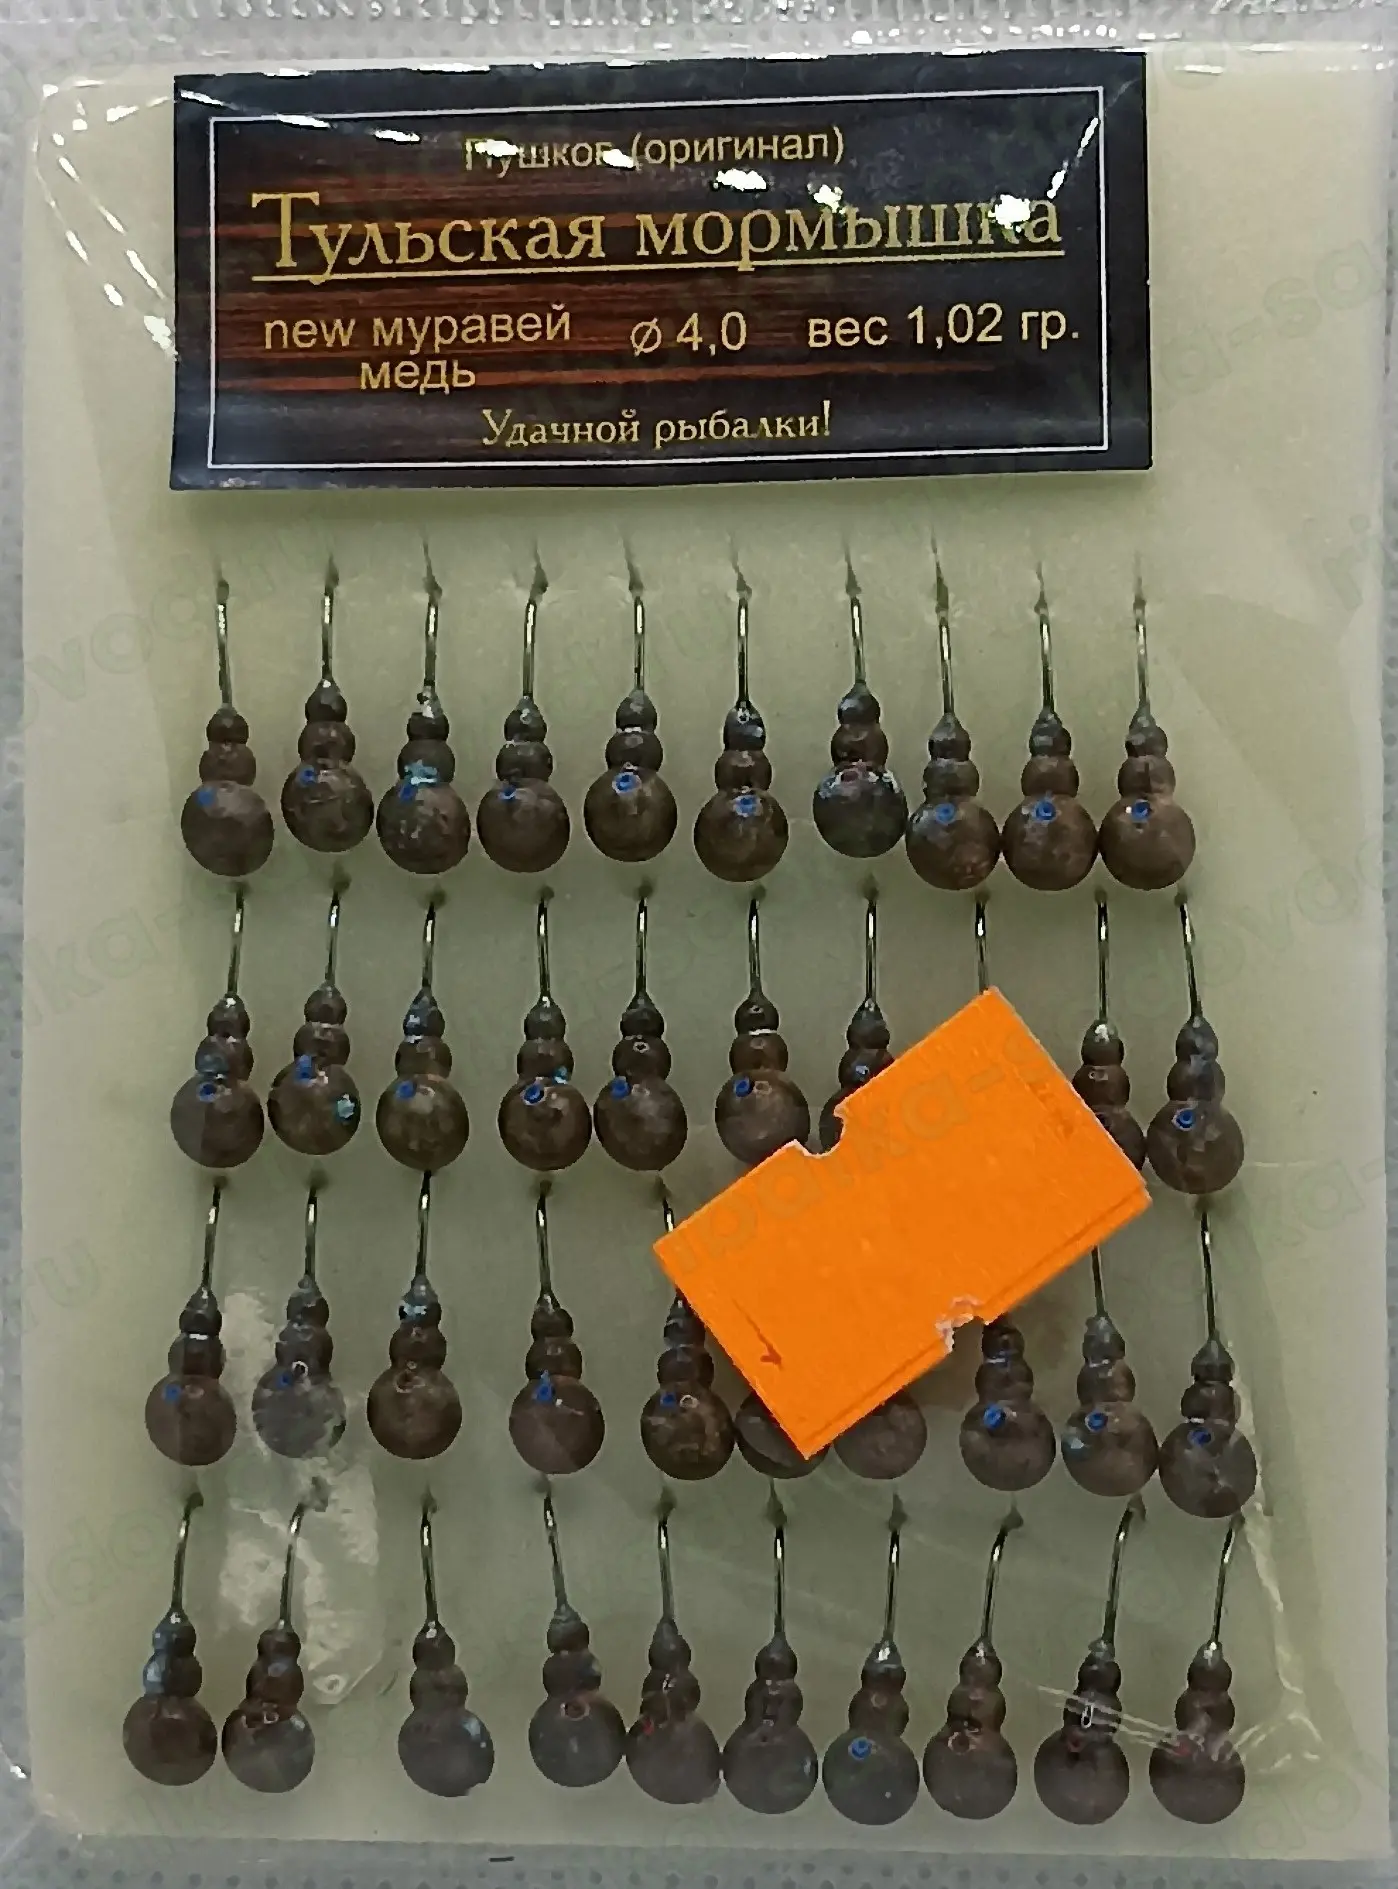 Пушков (оригинал)
Тульская мормышка
new муравей ⌀ 4,0 вес 1,02 гр.
медь
Удачной рыбалки!